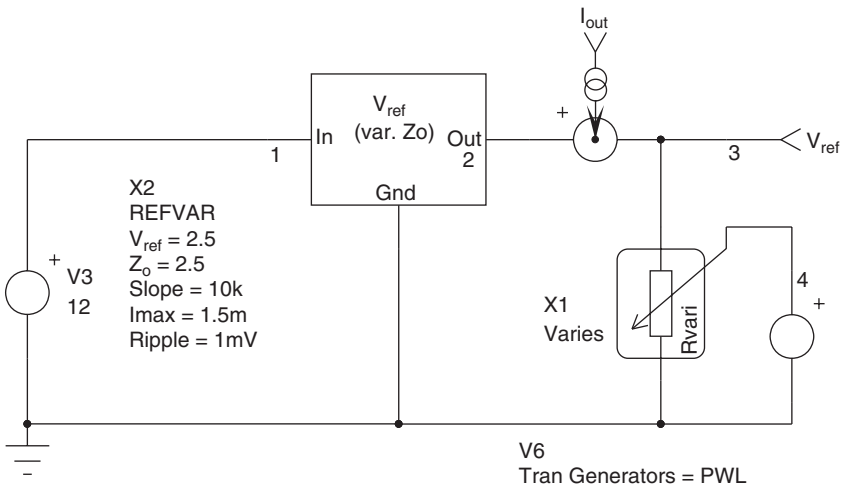 Iout
+
Vref
(var. Zo)
In
Out
2
Gnd
1
3
Vref
X2
REFVAR
Vref = 2.5
Zo = 2.5
Slope = 10k
Imax = 1.5m
Ripple = 1mV
+
V3
12
X1
Varies
Rvari
4
+
V6
Tran Generators = PWL